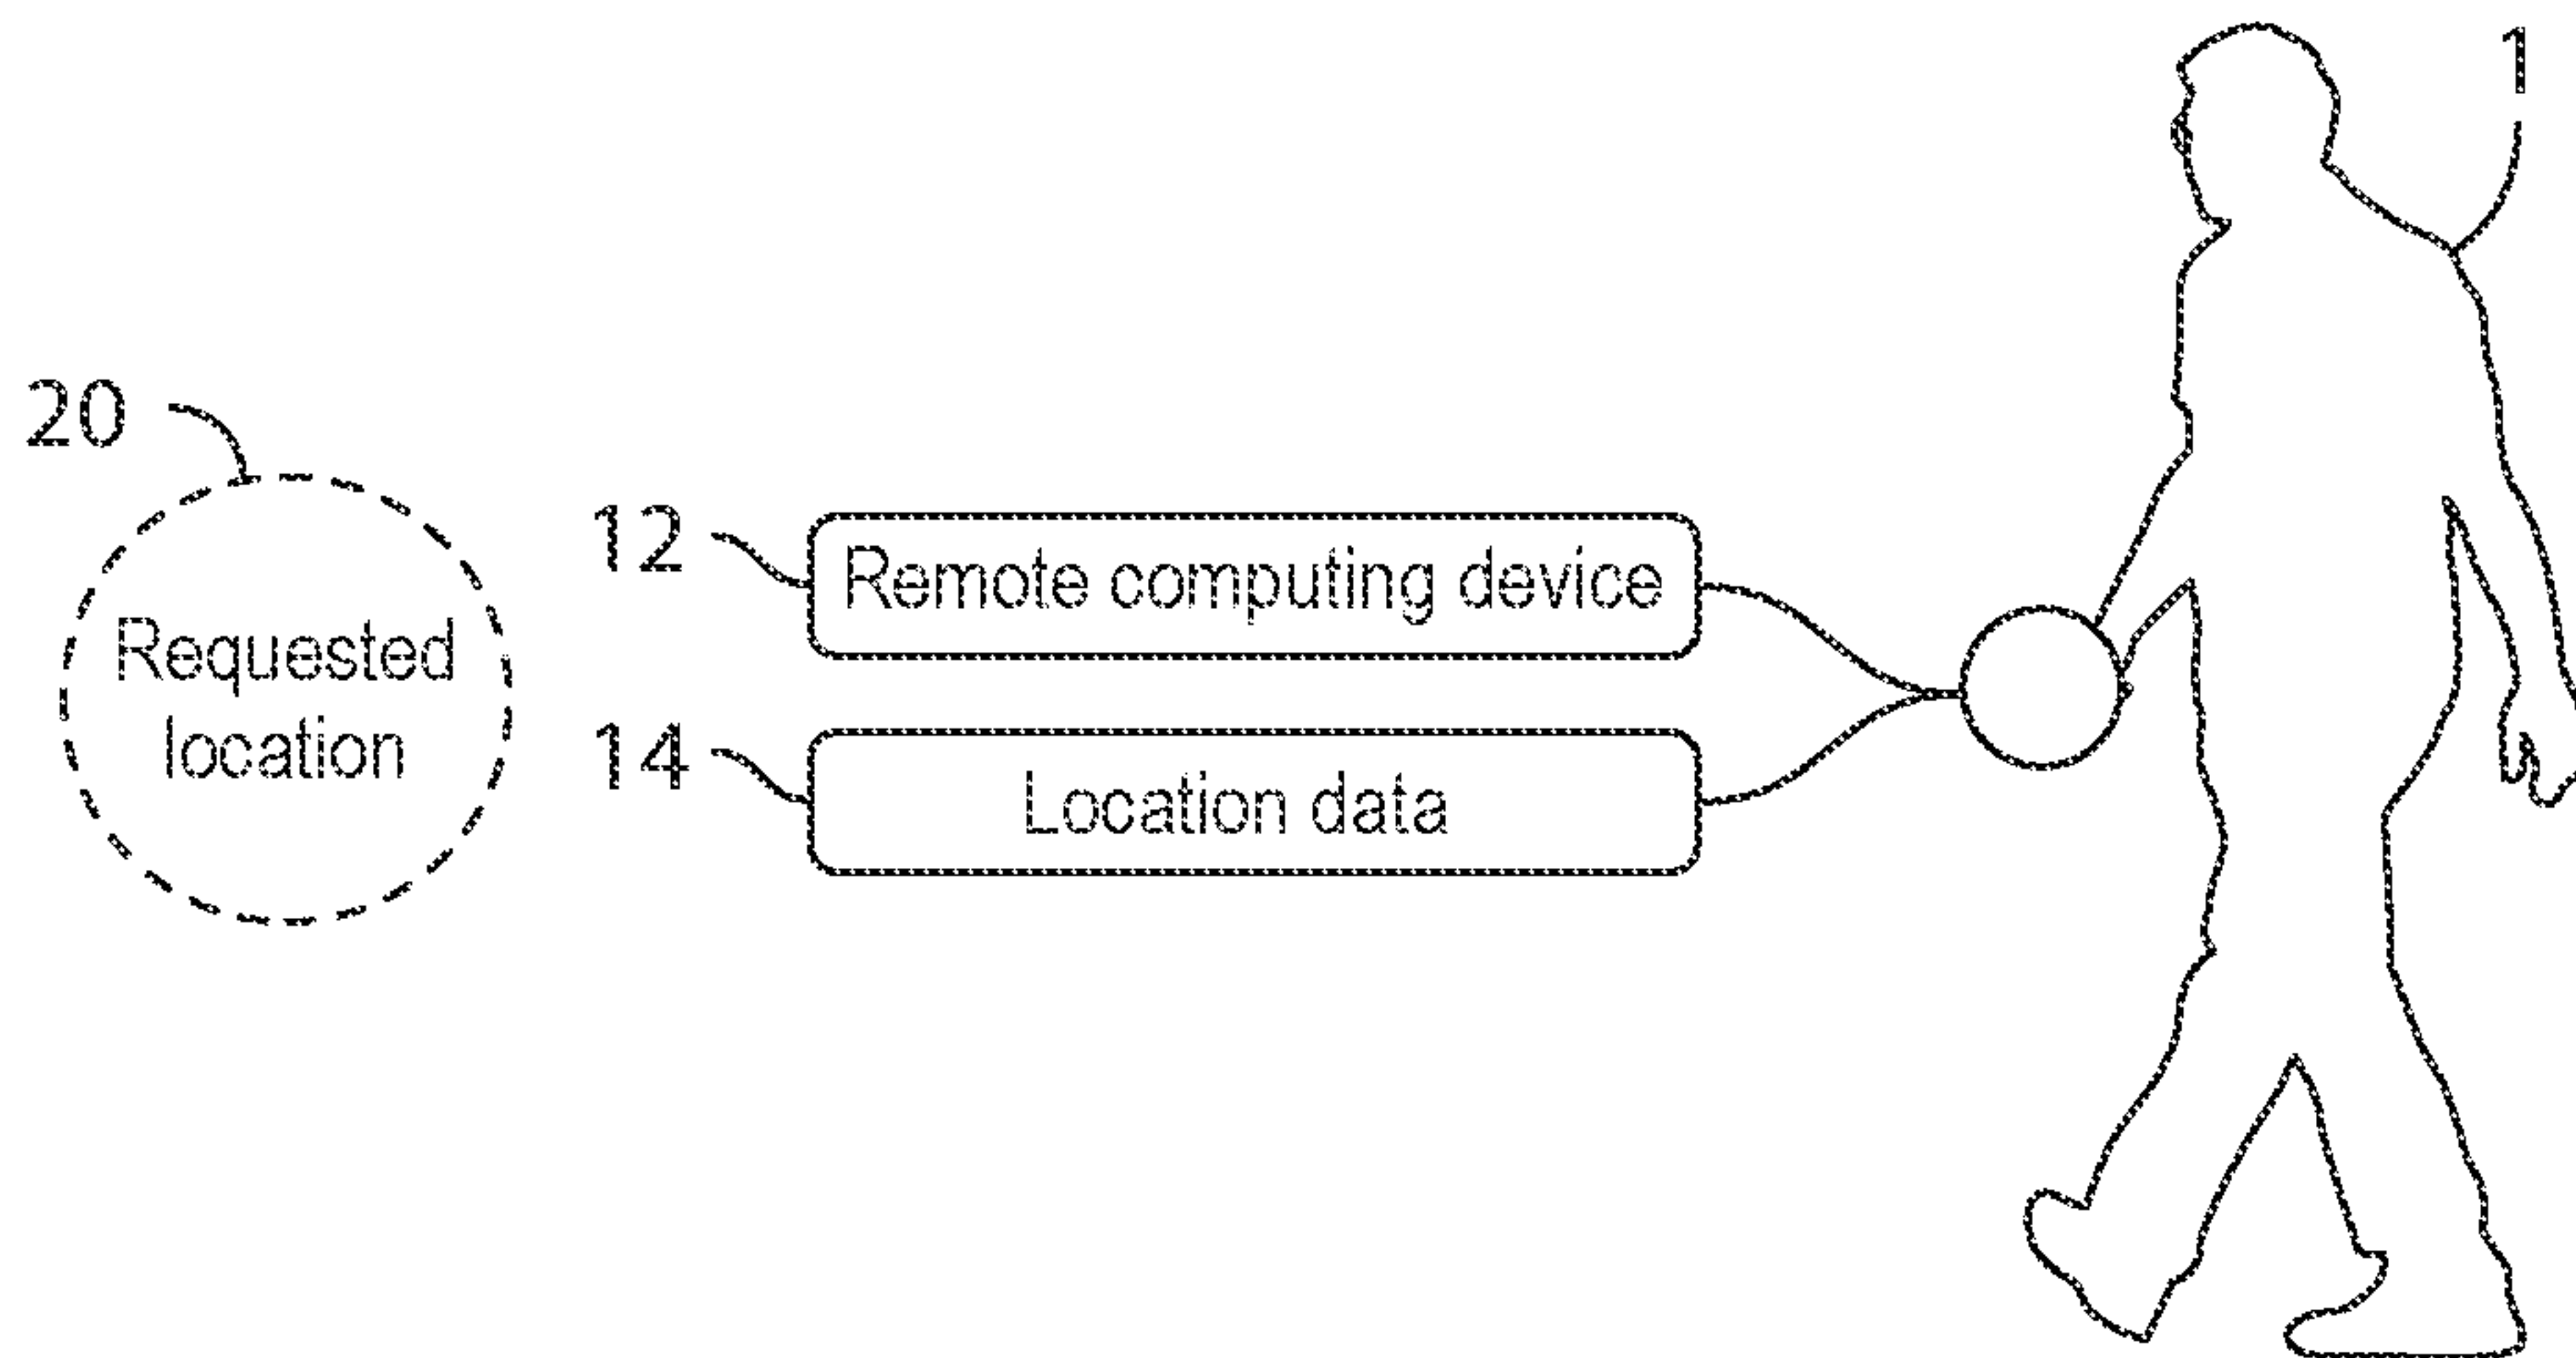 1
20
12
Remote computing device
Requested
location
14
Location data